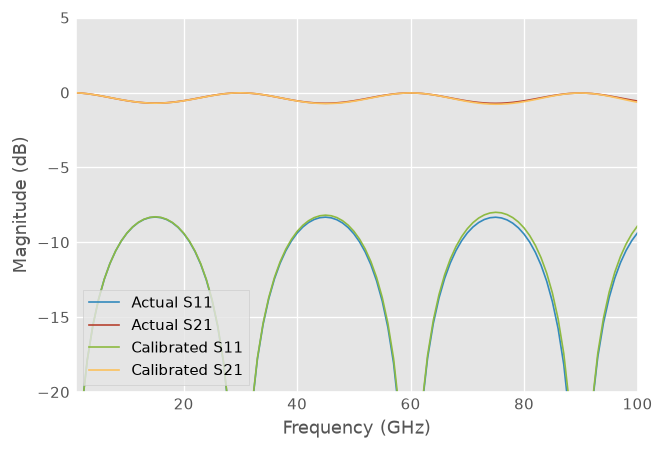 5
0
−5
−10
−15
−20
Magnitude (dB)
Actual S11
Actual S21
Calibrated S11
Calibrated S21
20 40 60 80 100
Frequency (GHz)